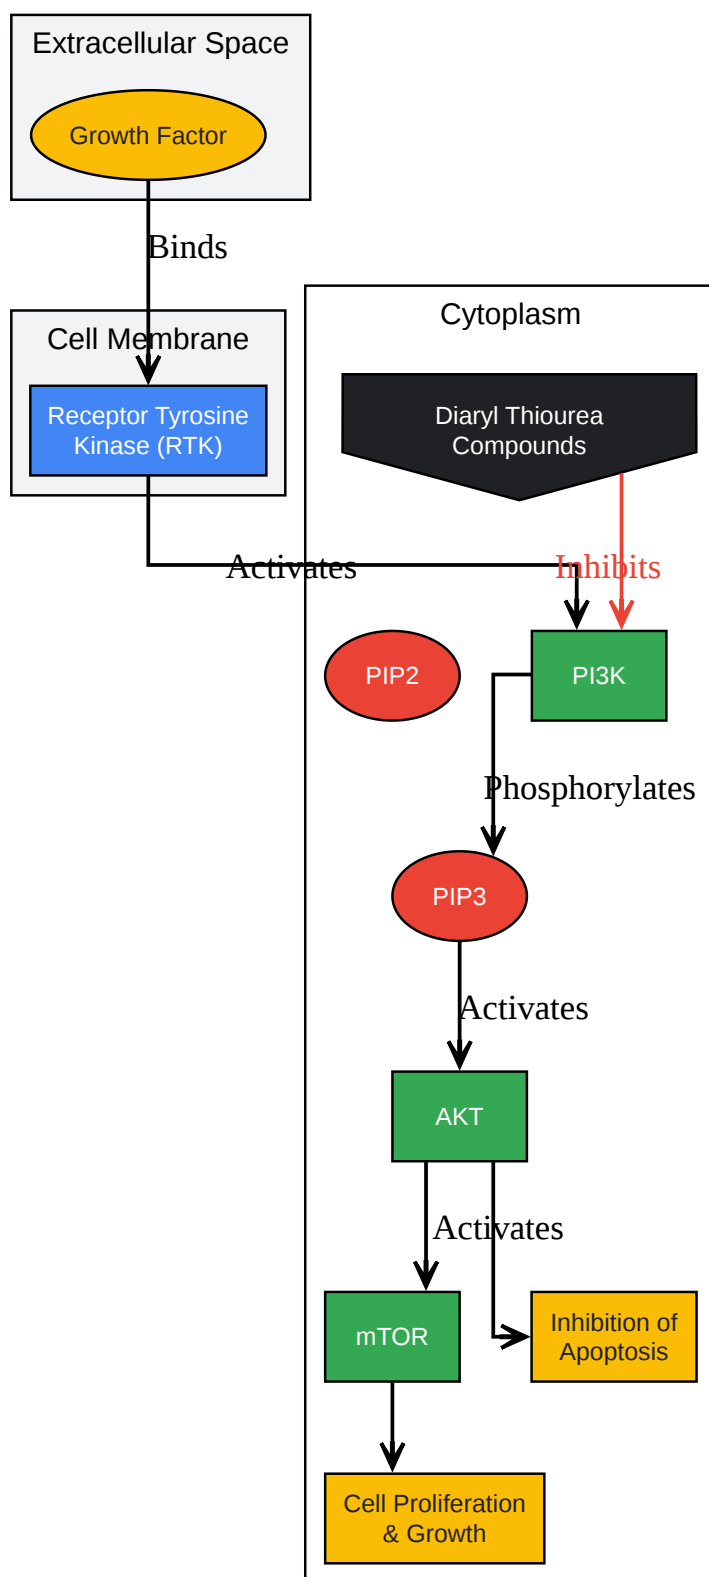 Extracellular Space
Growth Factor
Binds
Cytoplasm
Cell Membrane
Receptor Tyrosine
Kinase (RTK)
Diaryl Thiourea
Compounds
Activates
Inhibits
PIP2
PI3K
Phosphorylates
PIP3
Activates
AKT
Activates
mTOR
Inhibition of
Apoptosis
Cell Proliferation
& Growth